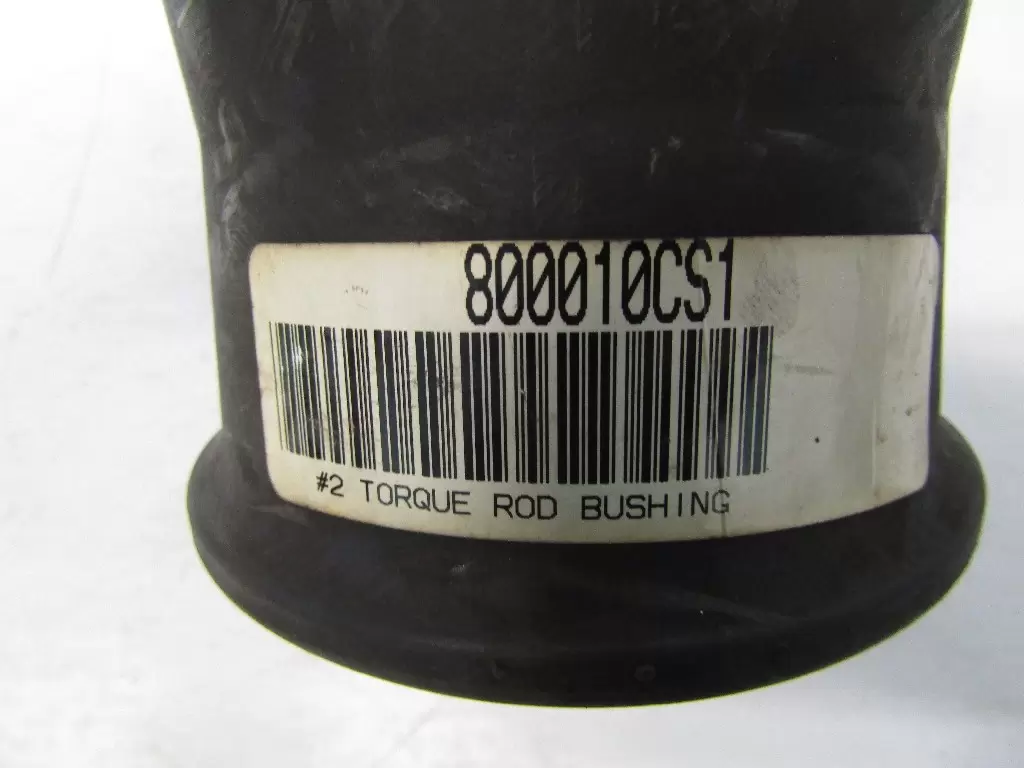 800010CS1
#2 TORQUE ROD BUSHING